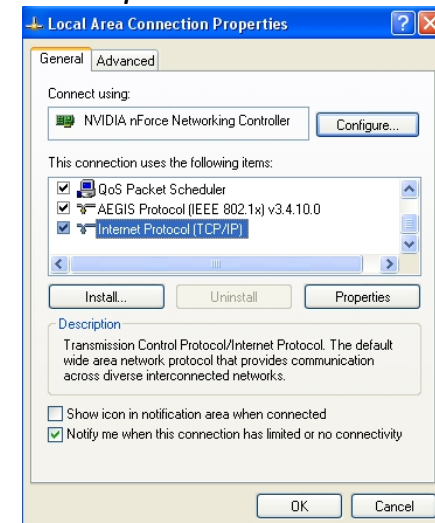 Local Area Connection Properties
General Advanced
Connect using:
NVIDIA nForce Networking Controller Configure...
This connection uses the following items:
QoS Packet Scheduler
AEGIS Protocol (IEEE 802.1x) v3.4.10.0
Internet Protocol (TCP/IP)
Install... Uninstall Properties
Description
Transmission Control Protocol/Internet Protocol. The default
wide area network protocol that provides communication
across diverse interconnected networks.
Show icon in notification area when connected
Notify me when this connection has limited or no connectivity
OK Cancel